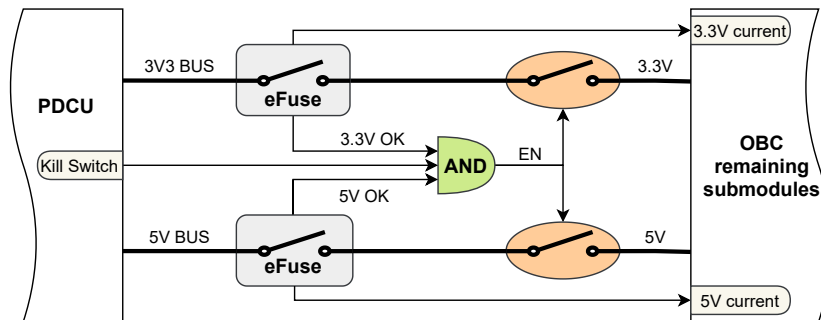 3.3V current
3V3 BUS
3.3V
eFuse
PDCU
3.3V OK
Kill Switch
AND
EN
OBC
remaining
submodules
5V OK
5V BUS
5V
eFuse
5V current